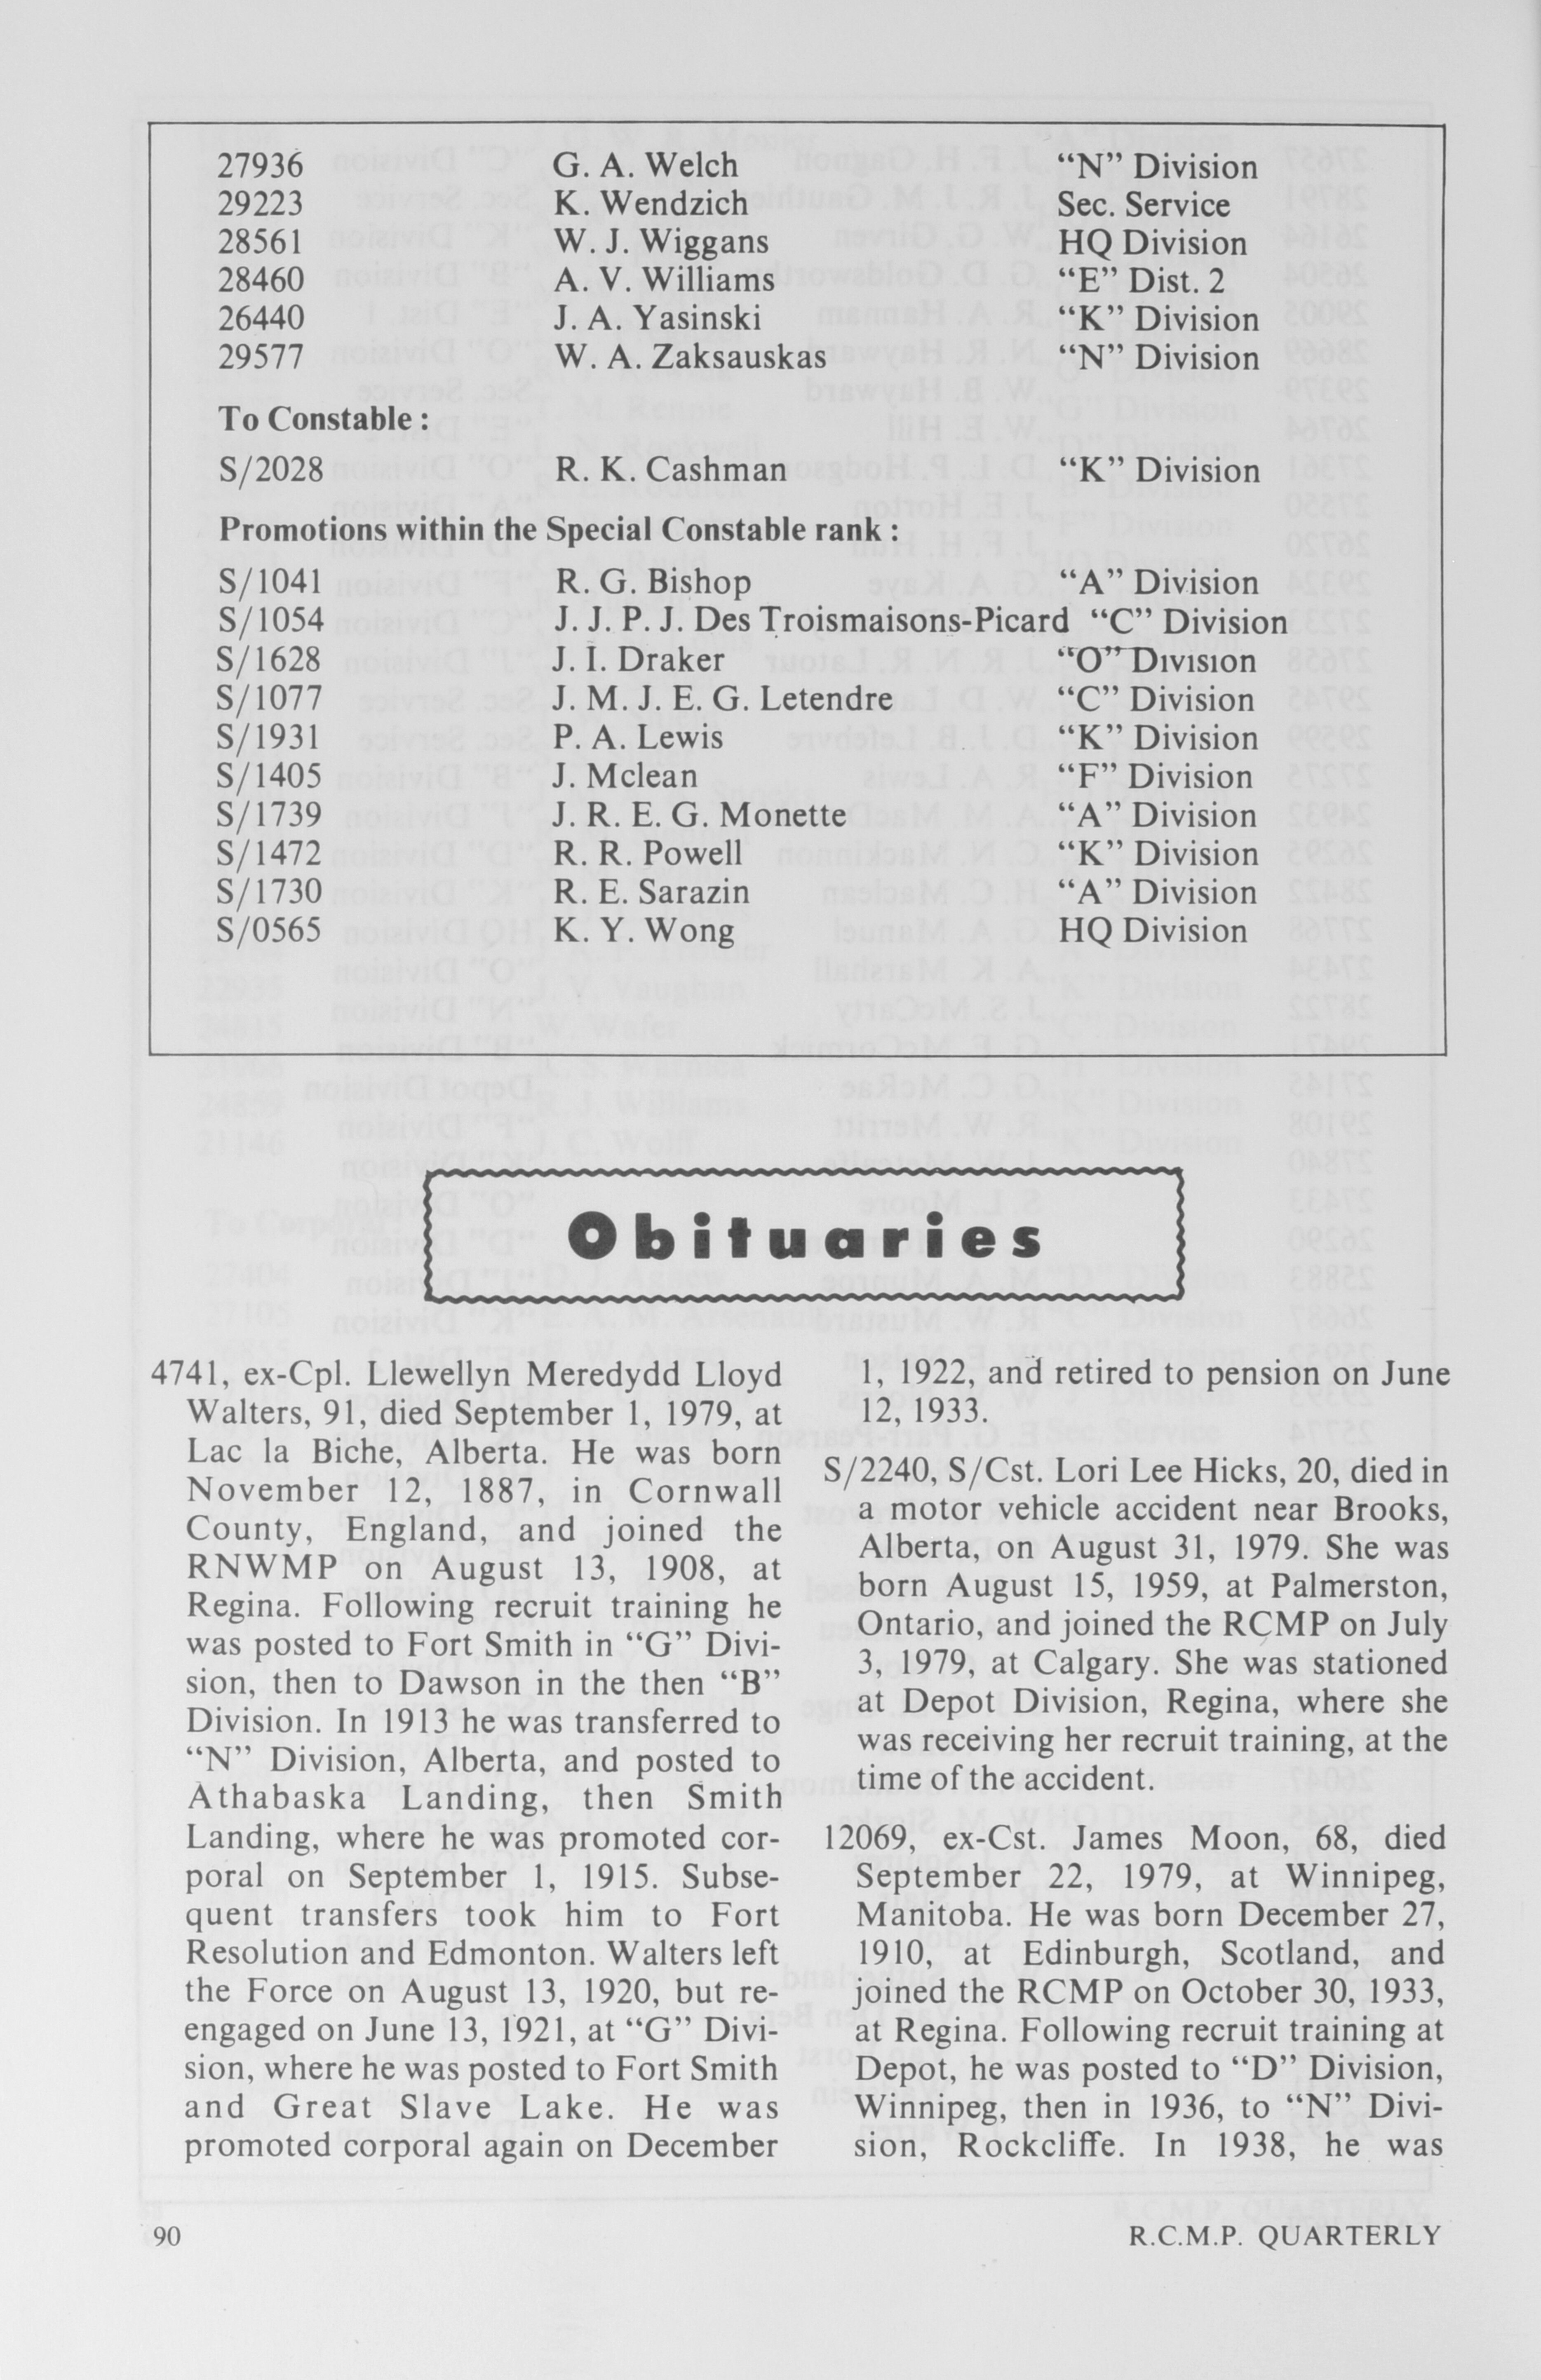 27936 G. A. Welch “N” Division
29223 K. Wendzich Sec. Service
28561 W. J. Wiggans HQ Division
28460 A. V. Williams “E” Dist. 2
26440 J. A. Yasinski “K” Division
29577 W. A. Zaksauskas “N” Division
To Constable :
S/2028 R. K. Cashman “K” Division
Promotions within the Special Constable rank :
S/1041 R. G. Bishop “A” Division
S/1054 J. J. P. J. Des Troismaisons-Picard “C” Division
S/1628 J. I. Draker “O” Division
S/1077 J. M. J. E. G. Letendre “C” Division
S/1931 P. A. Lewis “K” Division
S/1405 J. Mclean “F” Division
S/1739 J. R. E. G. Monette “A” Division
S/1472 R. R. Powell “K” Division
S/1730 R. E. Sarazin “A” Division
S/0565 K. Y. Wong HQ Division
Obituaries
4741, ex-Cpl. Llewellyn Meredydd Lloyd
Walters, 91, died September 1, 1979, at
Lac la Biche, Alberta. He was born
November 12, 1887, in Cornwall
County, England, and joined the
RNWMP on August 13, 1908, at
Regina. Following recruit training he
was posted to Fort Smith in “G” Divi-
sion, then to Dawson in the then “B”
Division. In 1913 he was transferred to
“N” Division, Alberta, and posted to
Athabaska Landing, then Smith
Landing, where he was promoted cor-
poral on September 1, 1915. Subse-
quent transfers took him to Fort
Resolution and Edmonton. Walters left
the Force on August 13, 1920, but re-
engaged on June 13, 1921, at “G” Divi-
sion, where he was posted to Fort Smith
and Great Slave Lake. He was
promoted corporal again on December
1, 1922, and retired to pension on June
12, 1933.
S/2240, S/Cst. Lori Lee Hicks, 20, died in
a motor vehicle accident near Brooks,
Alberta, on August 31, 1979. She was
born August 15, 1959, at Palmerston,
Ontario, and joined the RCMP on July
3, 1979, at Calgary. She was stationed
at Depot Division, Regina, where she
was receiving her recruit training, at the
time of the accident.
12069, ex-Cst. James Moon, 68, died
September 22, 1979, at Winnipeg,
Manitoba. He was born December 27,
1910, at Edinburgh, Scotland, and
joined the RCMP on October 30, 1933,
at Regina. Following recruit training at
Depot, he was posted to “D” Division,
Winnipeg, then in 1936, to “N” Divi-
sion, Rockcliffe. In 1938, he was
90 R.C.M.P. QUARTERLY